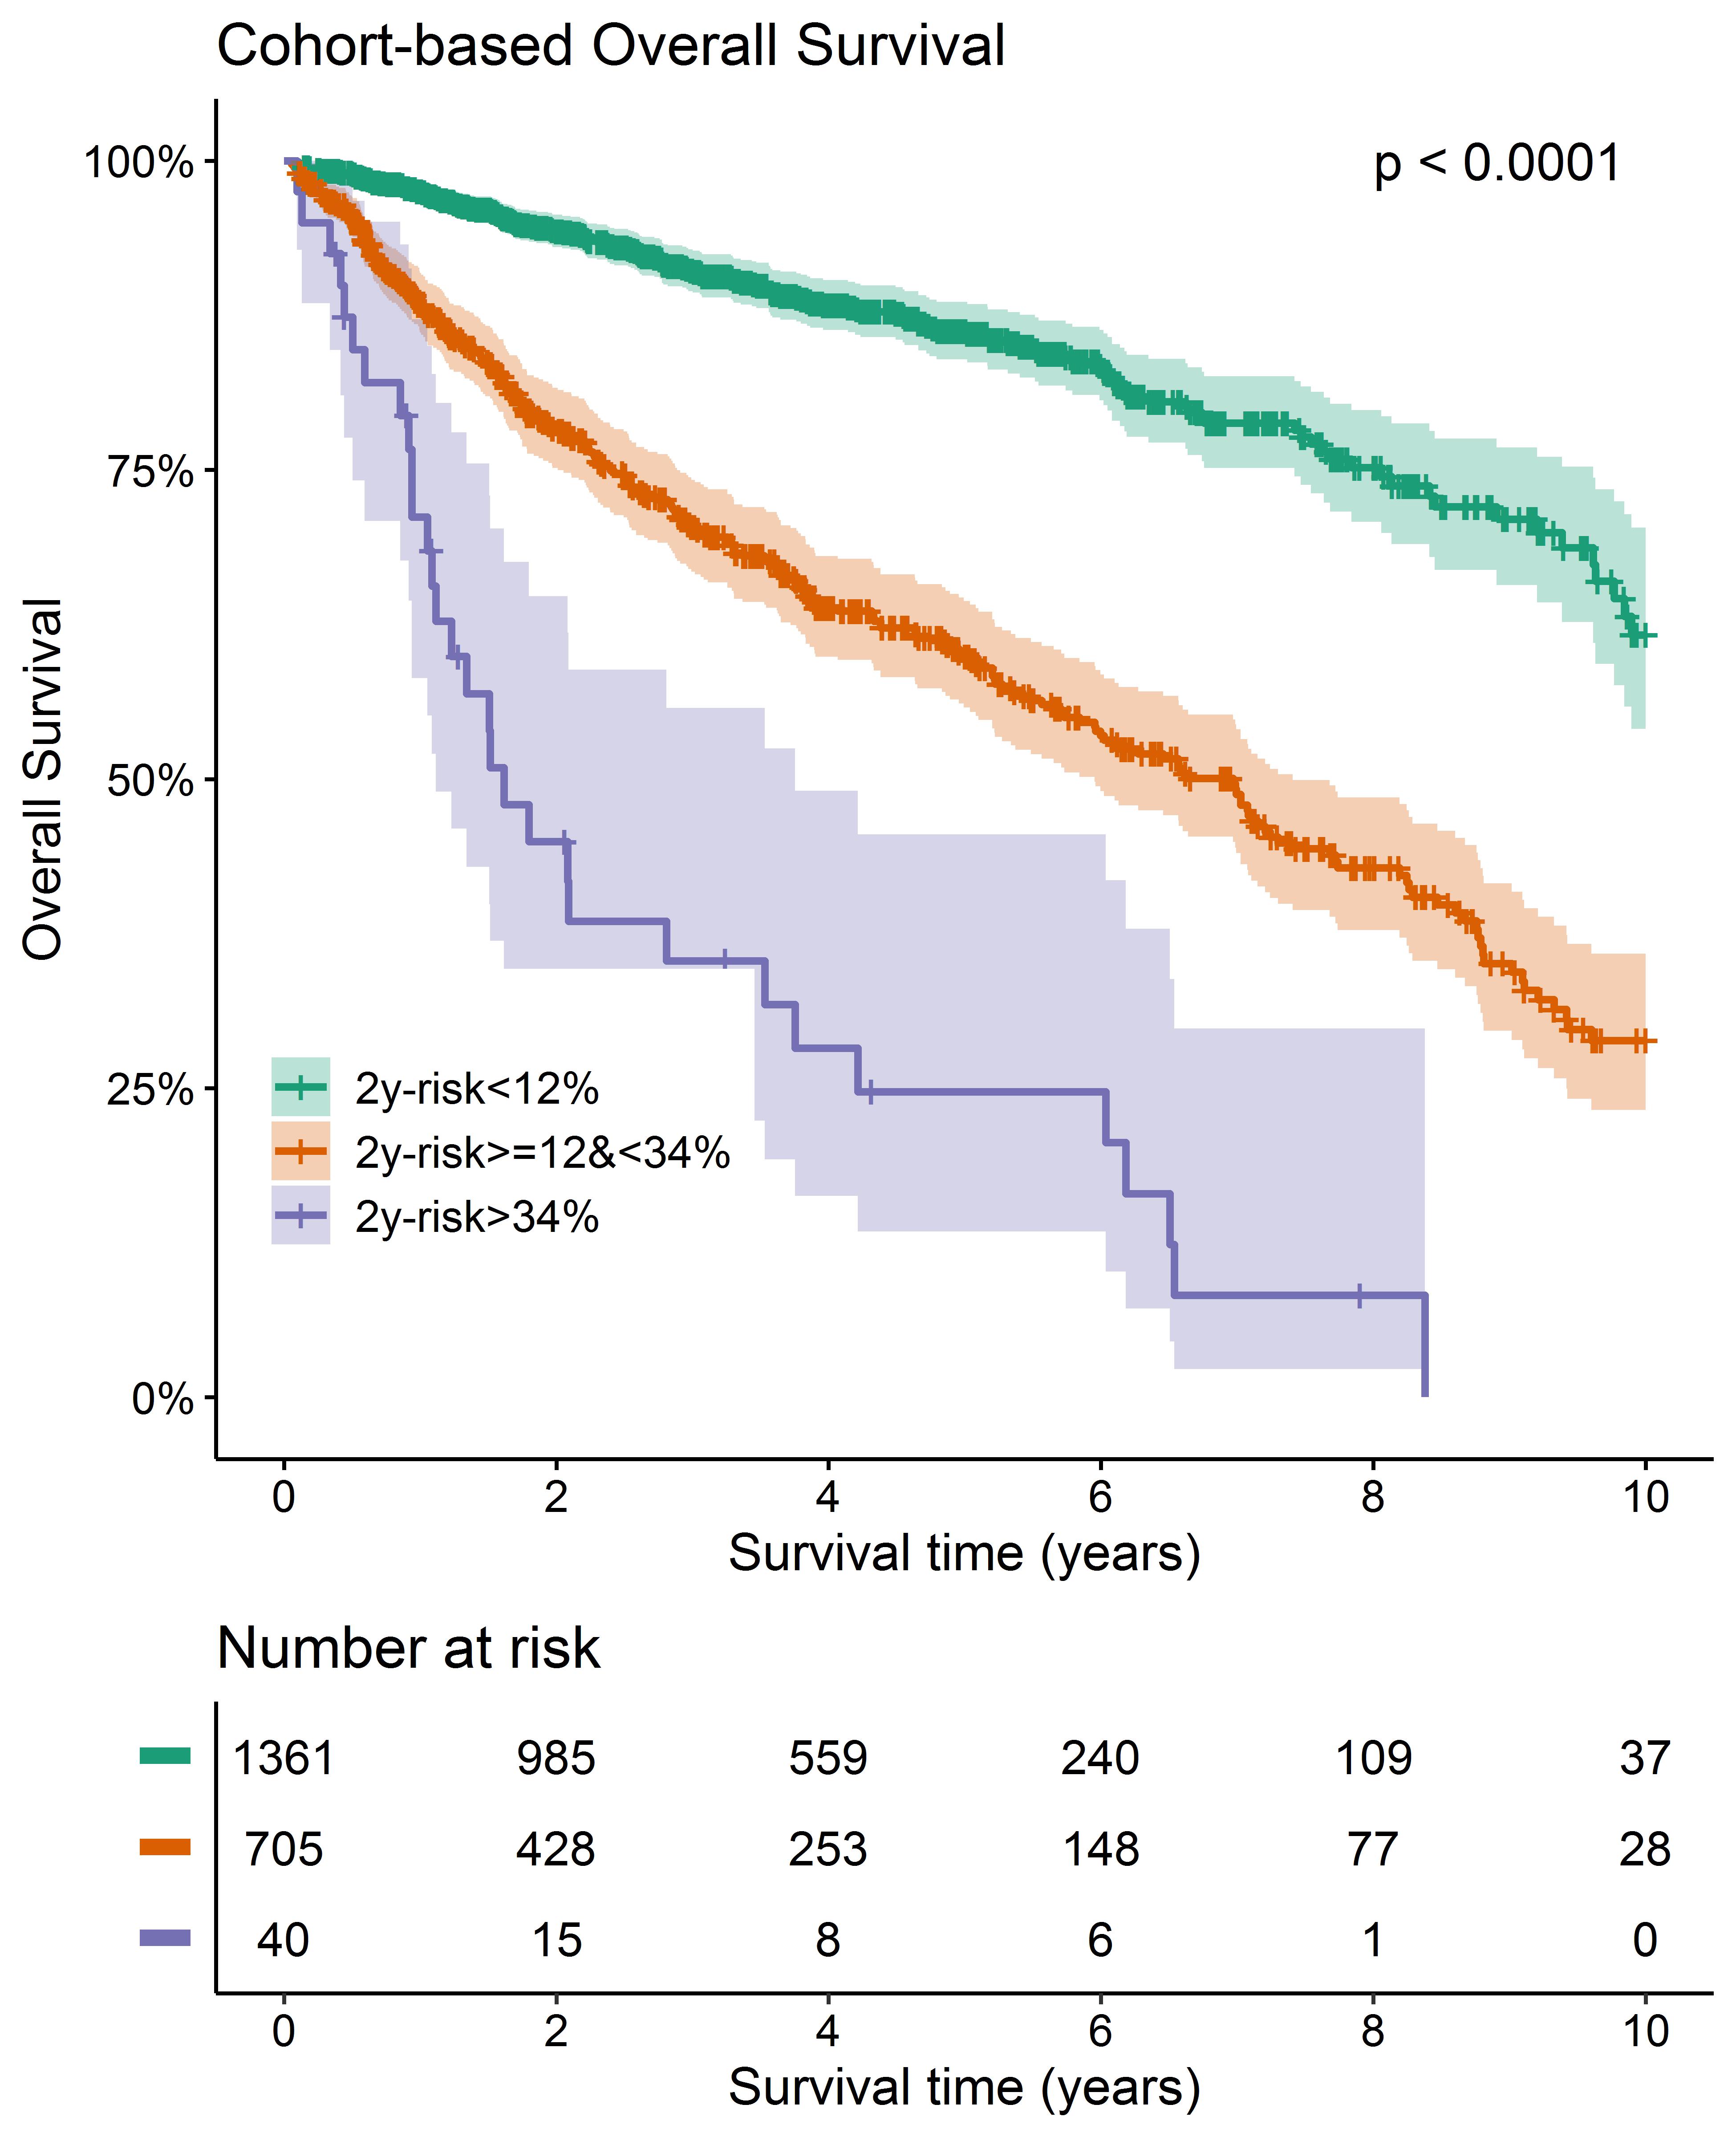 Cohort-based Overall Survival
p < 0.0001
100%
75%
50%
25%
0%
Overall Survival
2y-risk<12%
2y-risk>=12&<34%
2y-risk>34%
0 2 4 6 8 10
Survival time (years)
Number at risk
1361 985 559 240 109 37
705 428 253 148 77 28
40 15 8 6 1 0
0 2 4 6 8 10
Survival time (years)